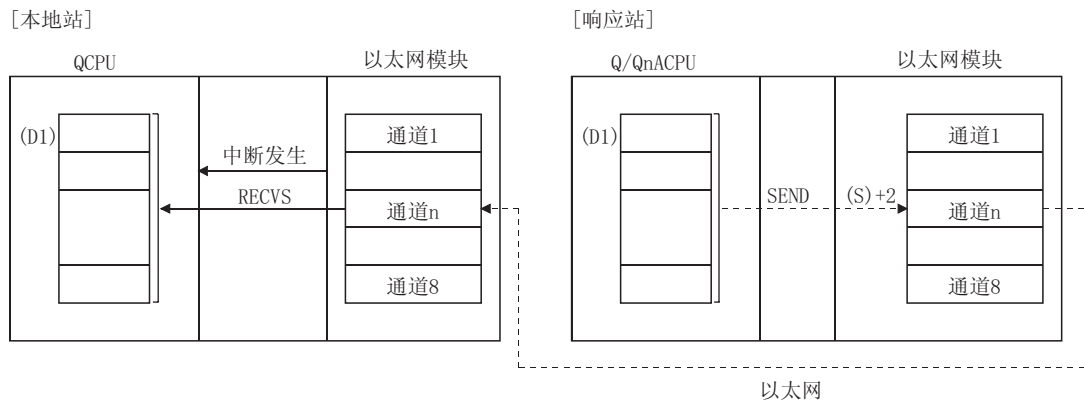 [本地站]
[响应站]
QCPU
以太网模块
Q/QnACPU
以太网模块
(D1)
通道1
中断发生
RECVS
通道n
通道8
(D1)
SEND
(S)+2
通道1
通道n
通道8
以太网